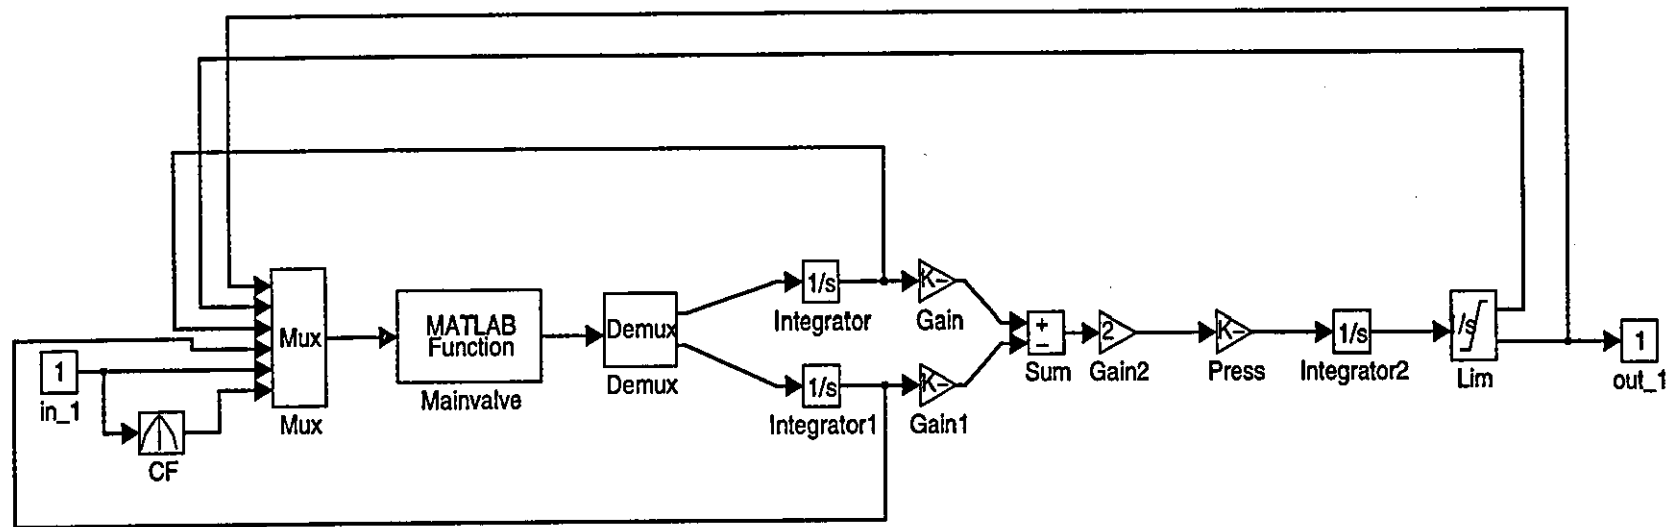 Mux
Mux
1
in_1
CF
MATLAB
Function
Mainvalve
Demux
Demux
1/s
Integrator
1/s
Integrator1
K-
Gain
K-
Gain1
+
-
Sum
2
Gain2
K-
Press
1/s
Integrator2
/s
Lim
1
out_1